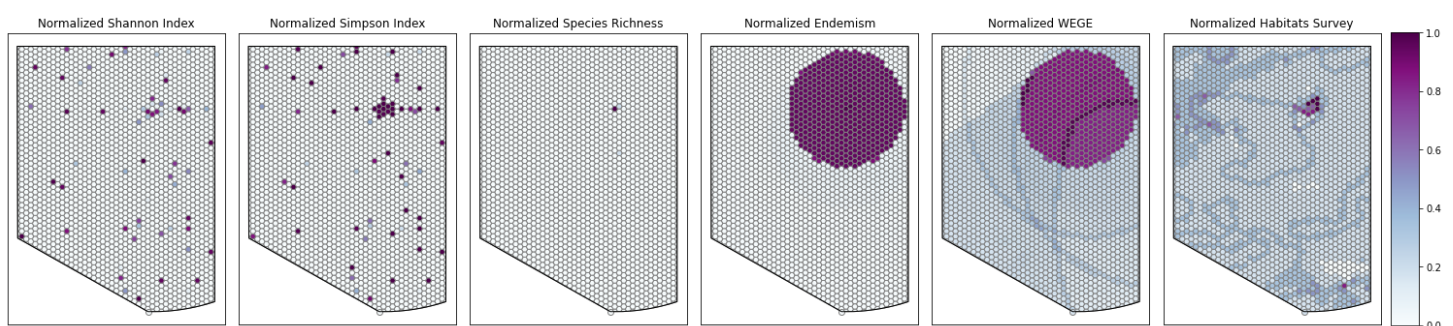 Normalized Shannon Index
Normalized Simpson Index
Normalized Species Richness
Normalized Endemism
Normalized WEGE
Normalized Habitats Survey
1.0
0.8
0.6
0.4
0.2
0.0